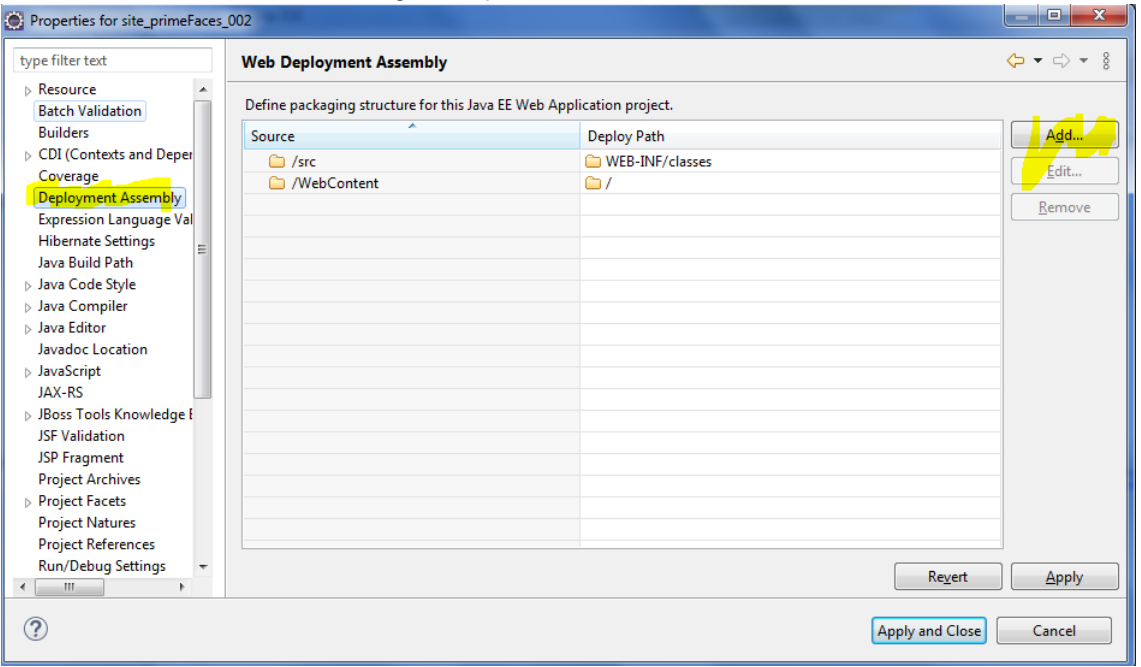 Properties for site_primeFaces_002
type filter text
Resource
Batch Validation
Builders
CDI (Contexts and Deper
Coverage
Deployment Assembly
Expression Language Val
Hibernate Settings
Java Build Path
Java Code Style
Java Compiler
Java Editor
Javadoc Location
JavaScript
JAX-RS
JBoss Tools Knowledge E
JSF Validation
JSP Fragment
Project Archives
Project Facets
Project Natures
Project References
Run/Debug Settings
Web Deployment Assembly
Define packaging structure for this Java EE Web Application project.
Source Deploy Path
/src WEB-INF/classes
/WebContent /
Add...
Edit...
Remove
Revert Apply
Apply and Close Cancel